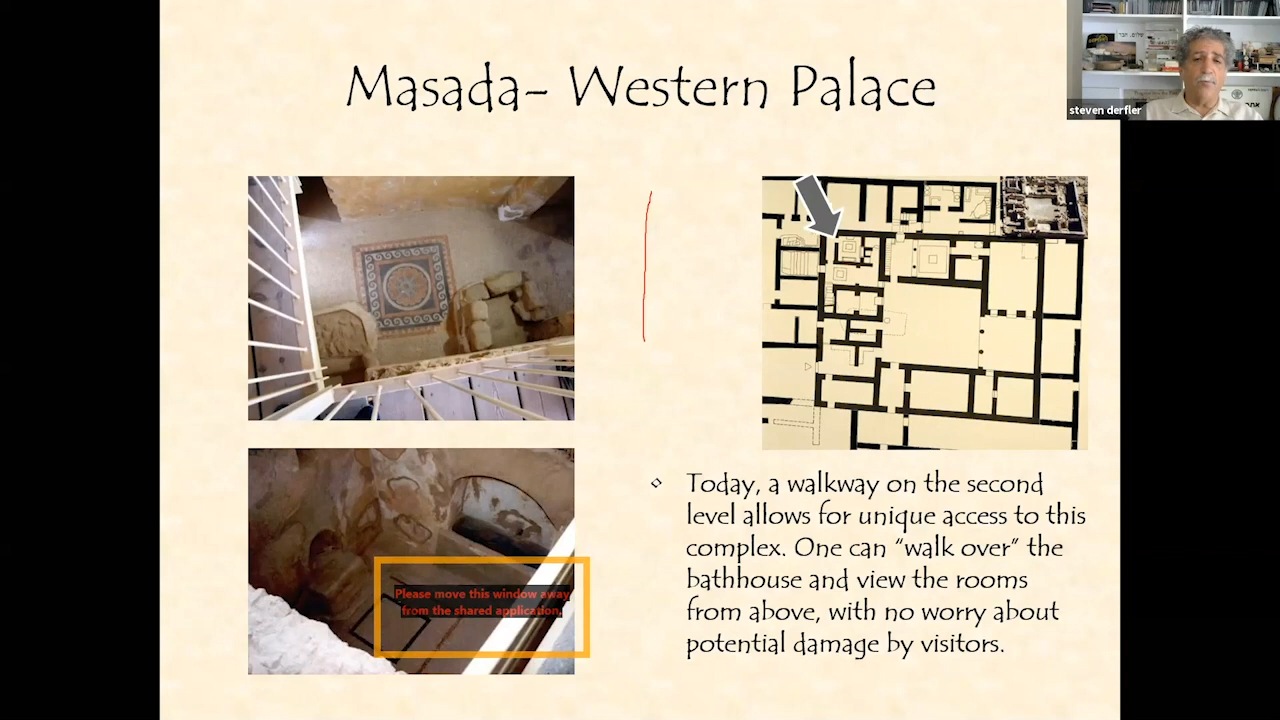 Masada- Western Palace
steven derfler
Please move this window away
from the shared application.
Today, a walkway on the second
level allows for unique access to this
complex. One can “walk over” the
bathhouse and view the rooms
from above, with no worry about
potential damage by visitors.